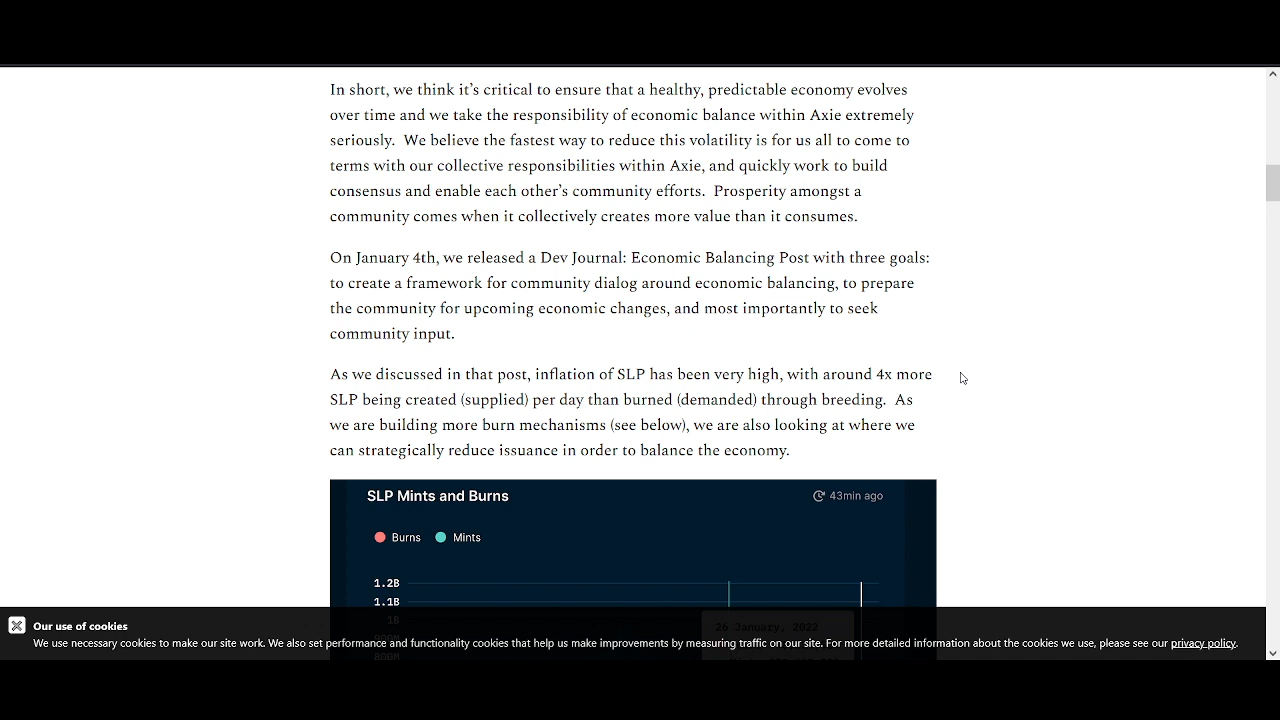 In short, we think it’s critical to ensure that a healthy, predictable economy evolves
over time and we take the responsibility of economic balance within Axie extremely
seriously.  We believe the fastest way to reduce this volatility is for us all to come to
terms with our collective responsibilities within Axie, and quickly work to build
consensus and enable each other’s community efforts.  Prosperity amongst a
community comes when it collectively creates more value than it consumes.
On January 4th, we released a Dev Journal: Economic Balancing Post with three goals:
to create a framework for community dialog around economic balancing, to prepare
the community for upcoming economic changes, and most importantly to seek
community input.
As we discussed in that post, inflation of SLP has been very high, with around 4x more
SLP being created (supplied) per day than burned (demanded) through breeding.  As
we are building more burn mechanisms (see below), we are also looking at where we
can strategically reduce issuance in order to balance the economy.
SLP Mints and Burns
43min ago
Burns
Mints
1.2B
1.1B
1B
26 January, 2022
800M
Our use of cookies
We use necessary cookies to make our site work. We also set performance and functionality cookies that help us make improvements by measuring traffic on our site. For more detailed information about the cookies we use, please see our privacy policy.